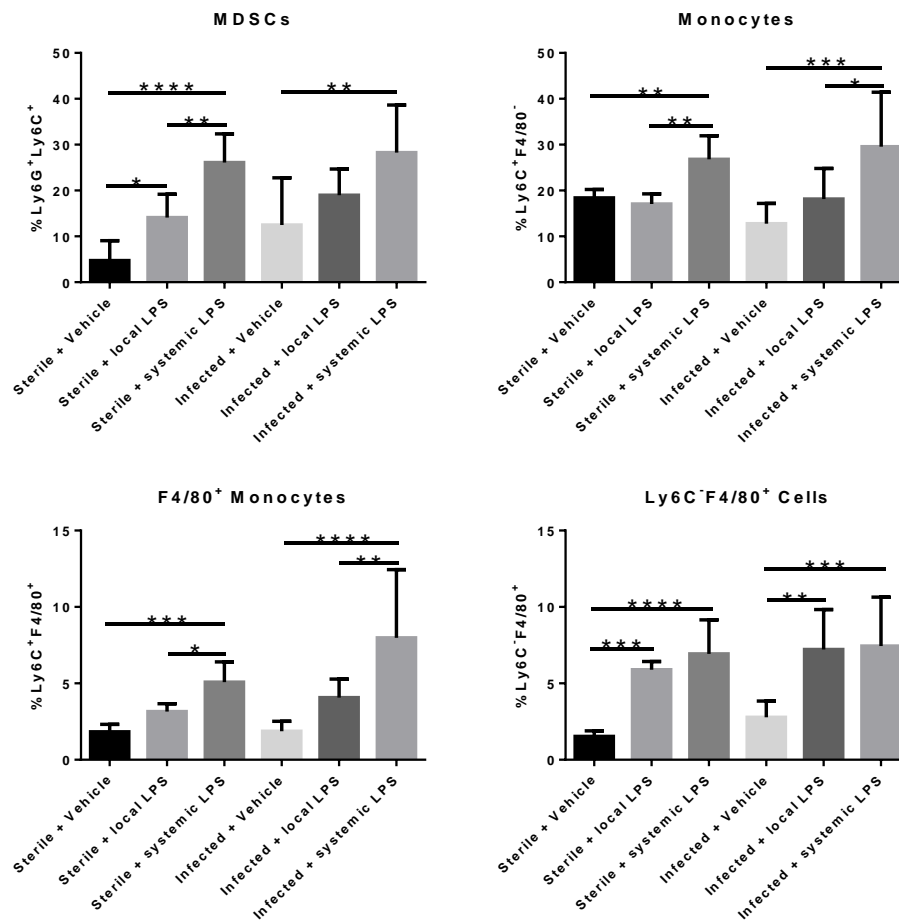 MDSCs
50
40
30
20
10
0
%Ly6G⁺Ly6C⁺
****
**
*
**
Sterile + Vehicle
Sterile + local LPS
Sterile + systemic LPS
Infected + Vehicle
Infected + local LPS
Infected + systemic LPS
Monocytes
50
40
30
20
10
0
%Ly6C⁺F4/80⁻
**
**
***
*
Sterile + Vehicle
Sterile + local LPS
Sterile + systemic LPS
Infected + Vehicle
Infected + local LPS
Infected + systemic LPS
F4/80⁺ Monocytes
15
10
5
0
%Ly6C⁺F4/80⁺
***
*
****
**
Sterile + Vehicle
Sterile + local LPS
Sterile + systemic LPS
Infected + Vehicle
Infected + local LPS
Infected + systemic LPS
Ly6C⁻F4/80⁺ Cells
15
10
5
0
%Ly6C⁻F4/80⁺
****
***
***
**
Sterile + Vehicle
Sterile + local LPS
Sterile + systemic LPS
Infected + Vehicle
Infected + local LPS
Infected + systemic LPS